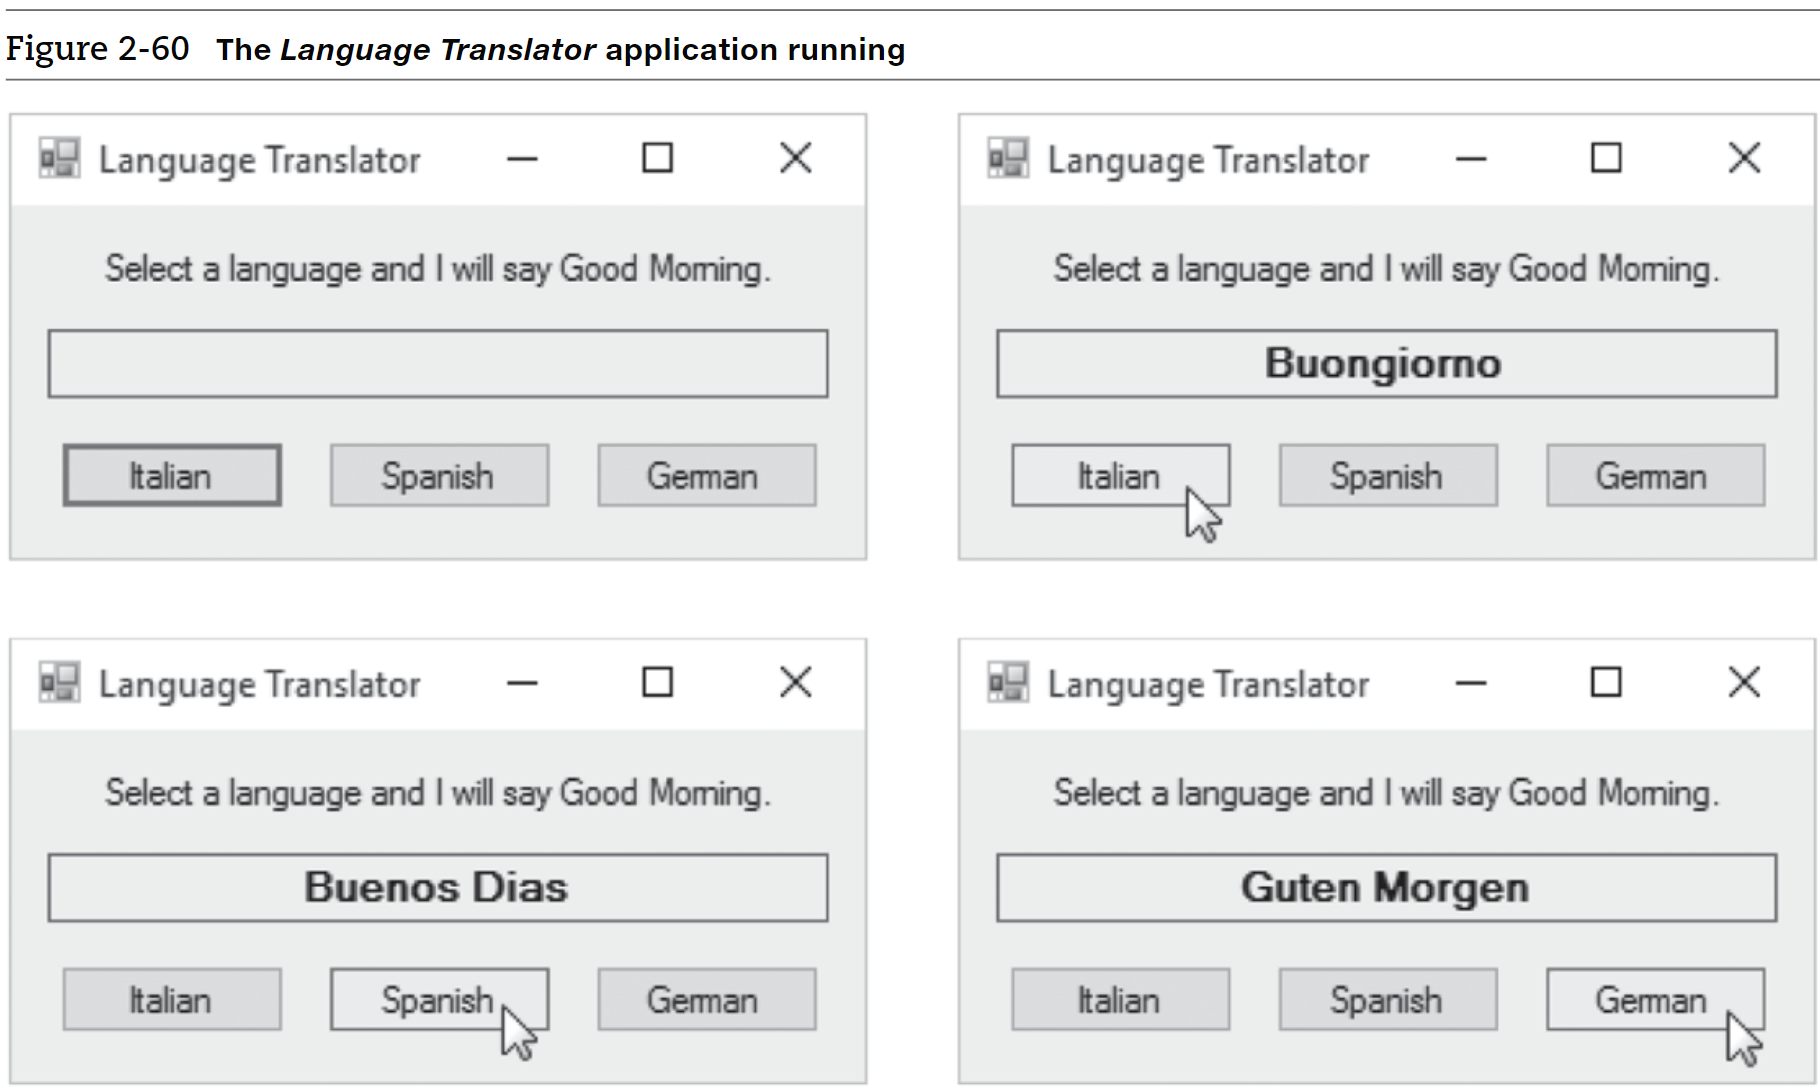 Figure 2-60 The Language Translator application running
Language Translator
Select a language and I will say Good Morning.
Italian Spanish German
Language Translator
Select a language and I will say Good Morning.
Buongiorno
Italian Spanish German
Language Translator
Select a language and I will say Good Morning.
Buenos Dias
Italian Spanish German
Language Translator
Select a language and I will say Good Morning.
Guten Morgen
Italian Spanish German